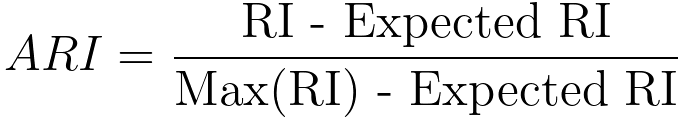 ARI = RI - Expected RI / Max(RI) - Expected RI